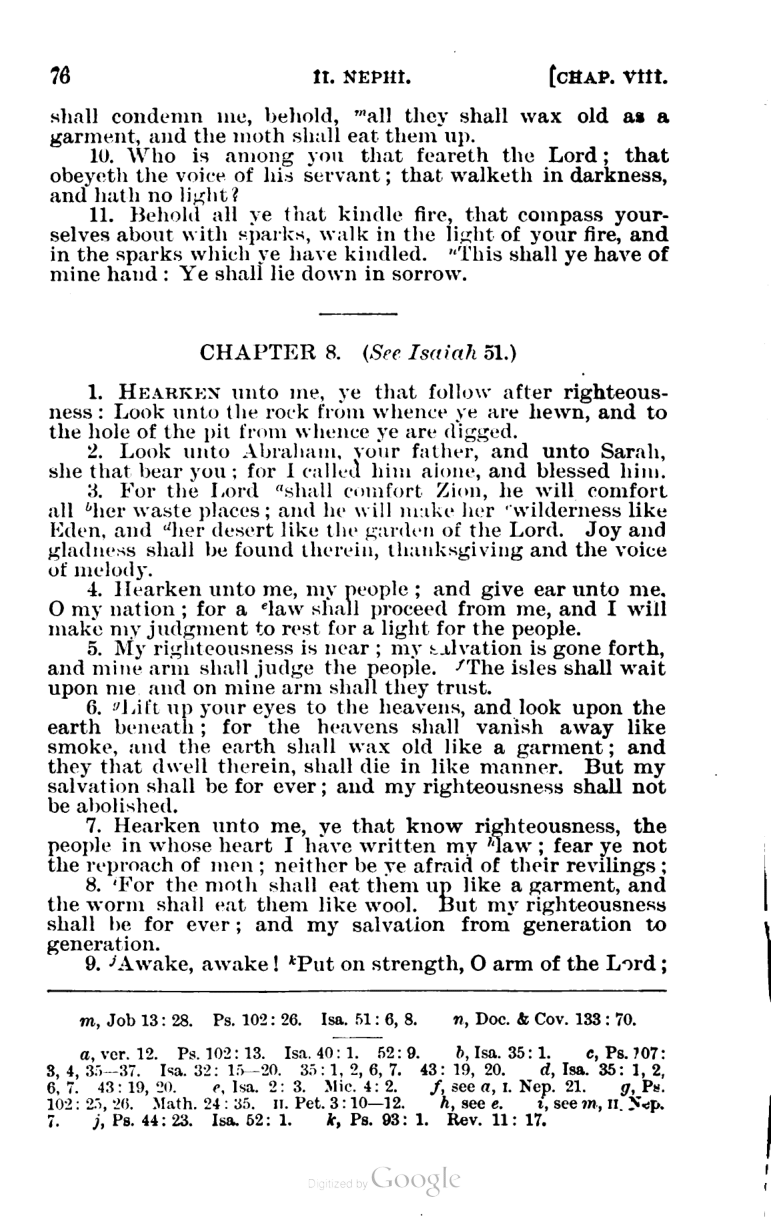 76 II. NEPHI. [CHAP. VIII.
shall condemn me, behold, ᵐall they shall wax old as a
garment, and the moth shall eat them up.
10. Who is among you that feareth the Lord; that
obeyeth the voice of his servant; that walketh in darkness,
and hath no light?
11. Behold all ye that kindle fire, that compass your-
selves about with sparks, walk in the light of your fire, and
in the sparks which ye have kindled. ⁿThis shall ye have of
mine hand: Ye shall lie down in sorrow.
CHAPTER 8. (See Isaiah 51.)
1. HEARKEN unto me, ye that follow after righteous-
ness: Look unto the rock from whence ye are hewn, and to
the hole of the pit from whence ye are digged.
2. Look unto Abraham, your father, and unto Sarah,
she that bear you; for I called him alone, and blessed him.
3. For the Lord ᵃshall comfort Zion, he will comfort
all ᵇher waste places; and he will make her ᶜwilderness like
Eden, and ᵈher desert like the garden of the Lord. Joy and
gladness shall be found therein, thanksgiving and the voice
of melody.
4. Hearken unto me, my people; and give ear unto me,
O my nation; for a ᵉlaw shall proceed from me, and I will
make my judgment to rest for a light for the people.
5. My righteousness is near; my salvation is gone forth,
and mine arm shall judge the people. ᶠThe isles shall wait
upon me and on mine arm shall they trust.
6. ᵍLift up your eyes to the heavens, and look upon the
earth beneath; for the heavens shall vanish away like
smoke, and the earth shall wax old like a garment; and
they that dwell therein, shall die in like manner. But my
salvation shall be for ever; and my righteousness shall not
be abolished.
7. Hearken unto me, ye that know righteousness, the
people in whose heart I have written my ʰlaw; fear ye not
the reproach of men; neither be ye afraid of their revilings;
8. ⁱFor the moth shall eat them up like a garment, and
the worm shall eat them like wool. But my righteousness
shall be for ever; and my salvation from generation to
generation.
9. ʲAwake, awake! ᵏPut on strength, O arm of the Lord;
m, Job 13: 28. Ps. 102: 26. Isa. 51: 6, 8. n, Doc. & Cov. 133: 70.
a, ver. 12. Ps. 102: 13. Isa. 40: 1. 52: 9. b, Isa. 35: 1. c, Ps. 107:
3, 4, 35—37. Isa. 32: 15—20. 35: 1, 2, 6, 7. 43: 19, 20. d, Isa. 35: 1, 2,
6, 7. 43: 19, 20. e, Isa. 2: 3. Mic. 4: 2. f, see a, I. Nep. 21. g, Ps.
102: 25, 26. Math. 24: 35. II. Pet. 3: 10—12. h, see e. i, see m, II. Nep.
7. j, Ps. 44: 23. Isa. 52: 1. k, Ps. 93: 1. Rev. 11: 17.
Digitized by Google